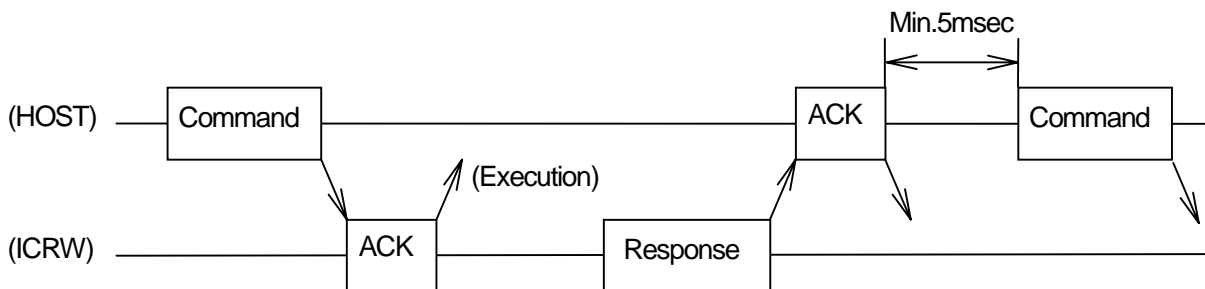 Min.5msec
(HOST)
Command
ACK
Command
(Execution)
(ICRW)
ACK
Response